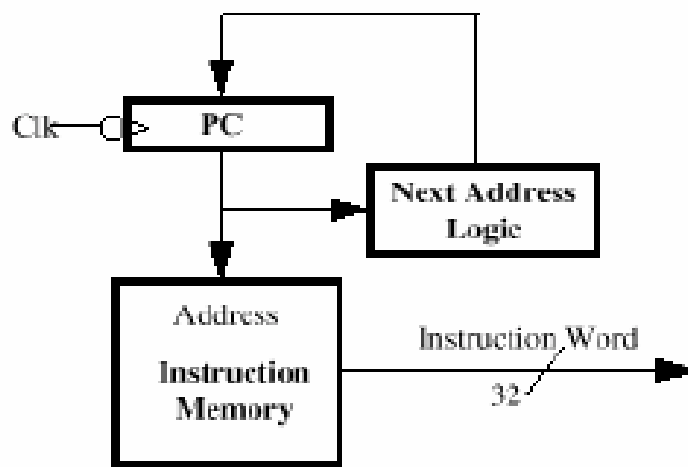 Clk
PC
Next Address
Logic
Address
Instruction
Memory
Instruction Word
32